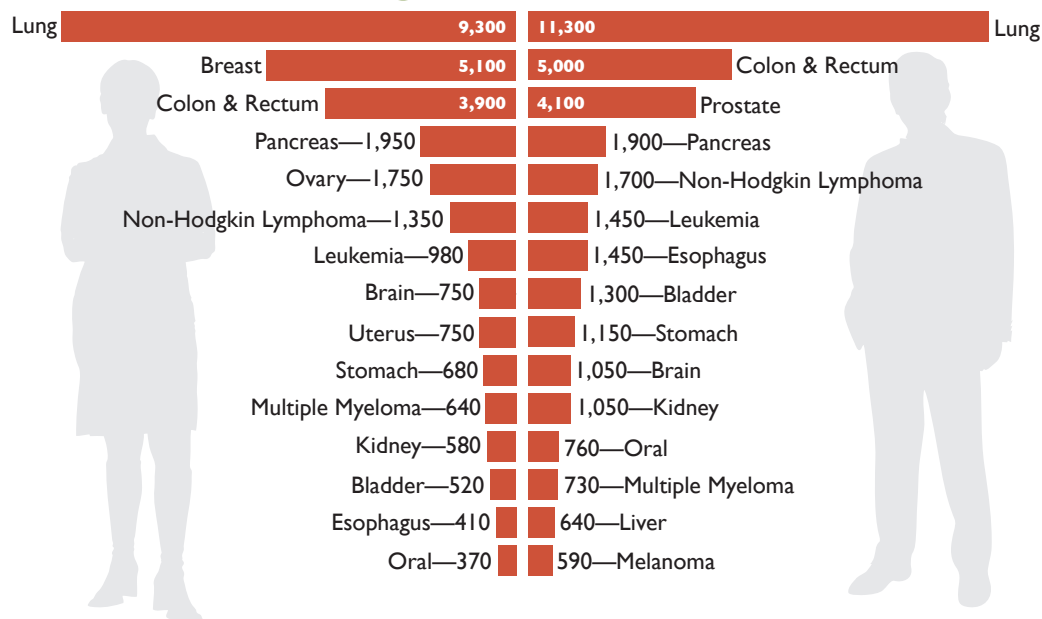 Lung 9,300 11,300 Lung
Breast 5,100 5,000 Colon & Rectum
Colon & Rectum 3,900 4,100 Prostate
Pancreas—1,950 1,900—Pancreas
Ovary—1,750 1,700—Non-Hodgkin Lymphoma
Non-Hodgkin Lymphoma—1,350 1,450—Leukemia
Leukemia—980 1,450—Esophagus
Brain—750 1,300—Bladder
Uterus—750 1,150—Stomach
Stomach—680 1,050—Brain
Multiple Myeloma—640 1,050—Kidney
Kidney—580 760—Oral
Bladder—520 730—Multiple Myeloma
Esophagus—410 640—Liver
Oral—370 590—Melanoma